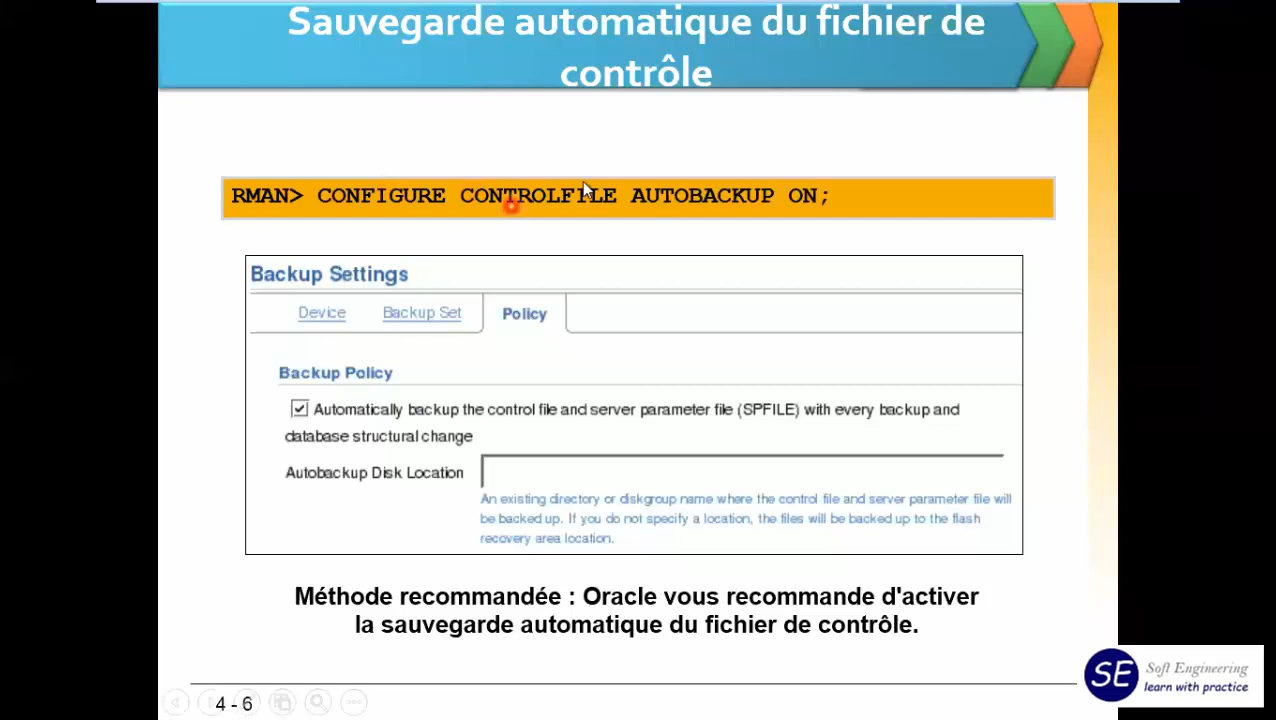 Sauvegarde automatique du fichier de
contrôle
RMAN> CONFIGURE CONTROLFILE AUTOBACKUP ON;
Backup Settings
Device Backup Set Policy
Backup Policy
Automatically backup the control file and server parameter file (SPFILE) with every backup and
database structural change
Autobackup Disk Location
An existing directory or diskgroup name where the control file and server parameter file will
be backed up. If you do not specify a location, the files will be backed up to the flash
recovery area location.
Méthode recommandée : Oracle vous recommande d'activer
la sauvegarde automatique du fichier de contrôle.
4 - 6
SE Soft Engineering
learn with practice